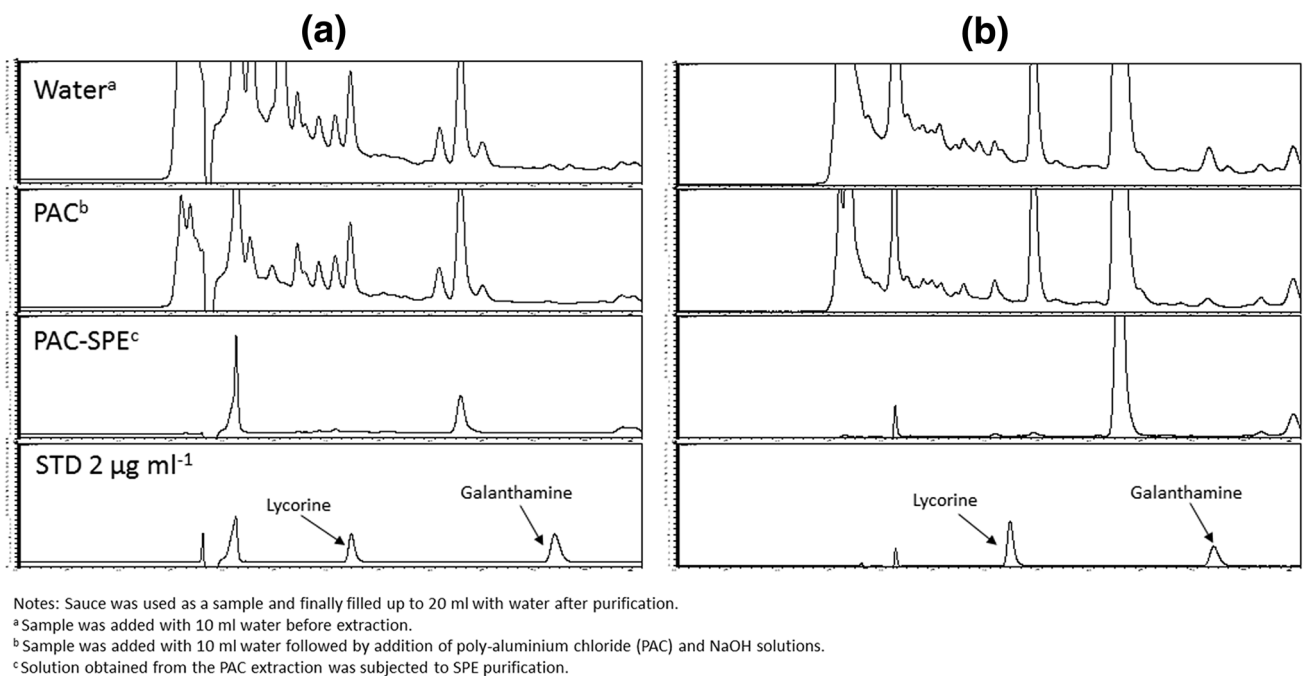 (a)
(b)
Waterᵃ
PACᵇ
PAC-SPEᶜ
STD 2 µg ml⁻¹
Lycorine
Galanthamine
Lycorine
Galanthamine
Notes: Sauce was used as a sample and finally filled up to 20 ml with water after purification.
ᵃ Sample was added with 10 ml water before extraction.
ᵇ Sample was added with 10 ml water followed by addition of poly-aluminium chloride (PAC) and NaOH solutions.
ᶜ Solution obtained from the PAC extraction was subjected to SPE purification.